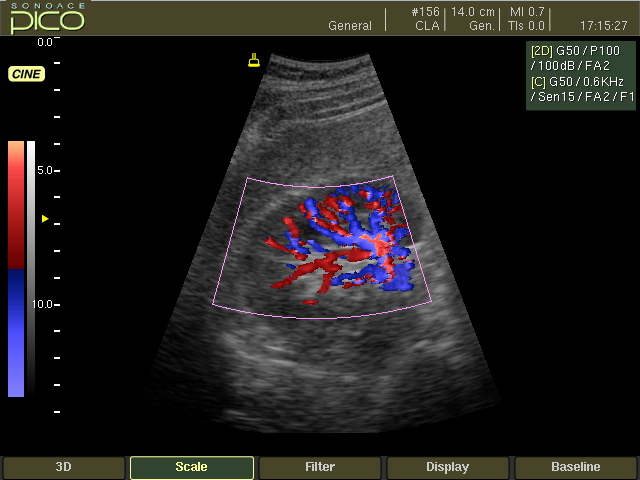 SONOACE
PICO
General
#156
CLA
14.0 cm
Gen.
MI 0.7
TIs 0.0
17:15:27
[2D] G50 / P100
/ 100dB / FA2
[C] G50 / 0.6KHz
/ Sen15 / FA2 / F1
CINE
0.0
5.0
10.0
3D
Scale
Filter
Display
Baseline